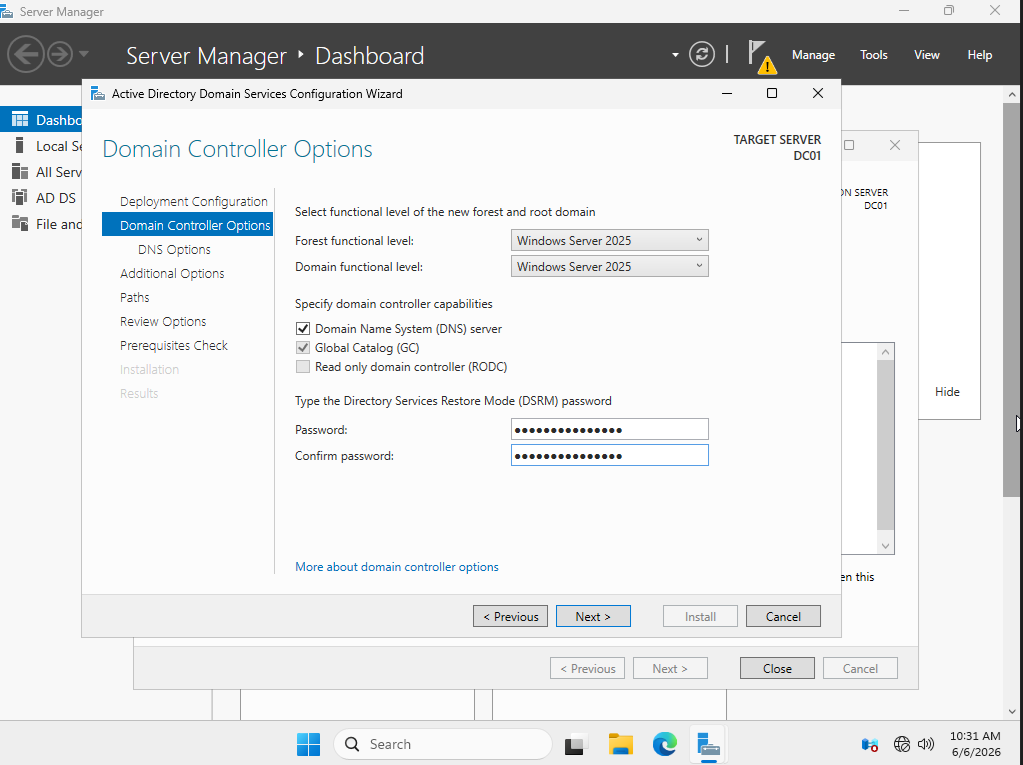 Server Manager
Server Manager ‣ Dashboard
Manage
Tools
View
Help
Active Directory Domain Services Configuration Wizard
Domain Controller Options
TARGET SERVER
DC01
Deployment Configuration
Domain Controller Options
DNS Options
Additional Options
Paths
Review Options
Prerequisites Check
Installation
Results
Select functional level of the new forest and root domain
Forest functional level:
Windows Server 2025
Domain functional level:
Windows Server 2025
Specify domain controller capabilities
Domain Name System (DNS) server
Global Catalog (GC)
Read only domain controller (RODC)
Type the Directory Services Restore Mode (DSRM) password
Password:
●●●●●●●●●●●●●●●
Confirm password:
●●●●●●●●●●●●●●●
More about domain controller options
< Previous
Next >
Install
Cancel
Dashbo
Local Se
All Serv
AD DS
File and
ON SERVER
DC01
Hide
en this
< Previous
Next >
Close
Cancel
Search
10:31 AM
6/6/2026